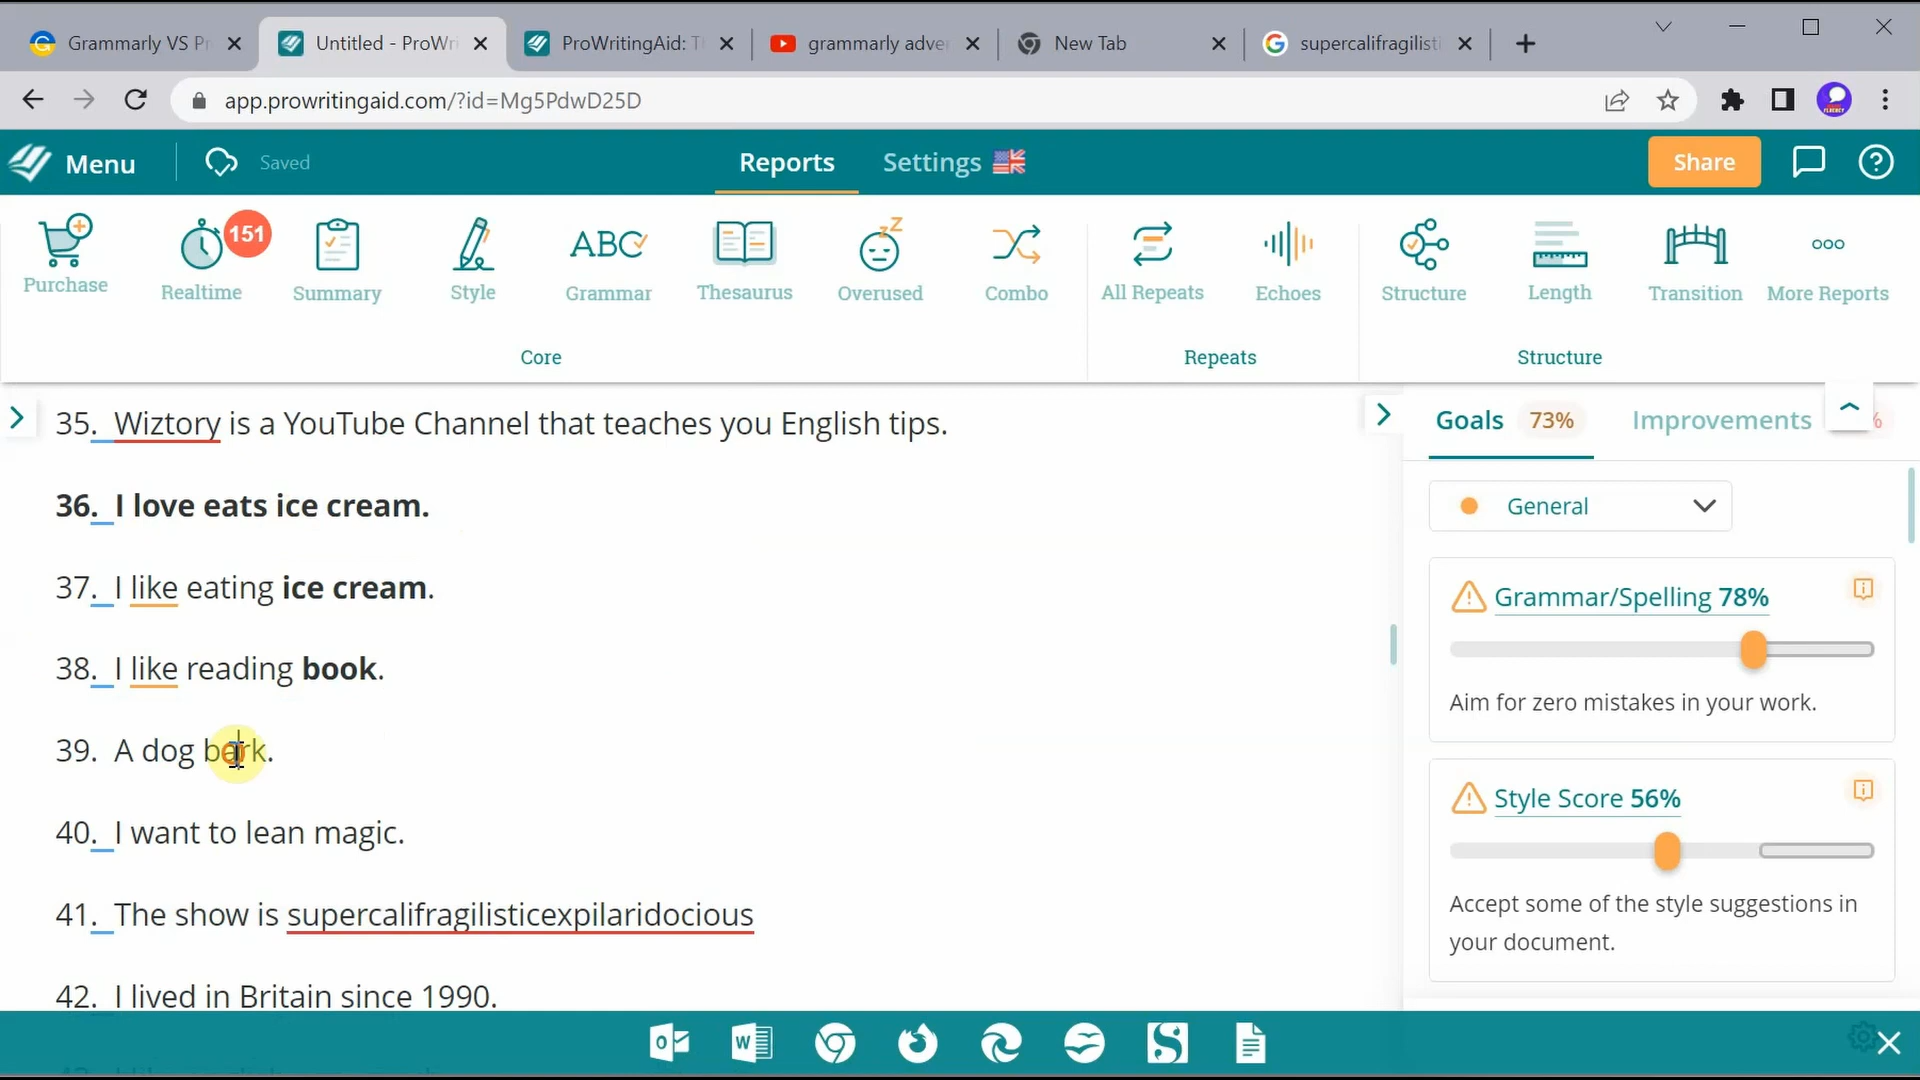 Grammarly VS Pr
Untitled - ProWri
ProWritingAid: T
grammarly adve
New Tab
supercalifragilisti
app.prowritingaid.com/?id=Mg5PdwD25D
Menu
Saved
Reports
Settings
Share
Purchase
151
Realtime
Summary
Style
ABC
Grammar
Thesaurus
Overused
Combo
All Repeats
Echoes
Structure
Length
Transition
More Reports
Core
Repeats
Structure
35. Wiztory is a YouTube Channel that teaches you English tips.
36. I love eats ice cream.
37. I like eating ice cream.
38. I like reading book.
39. A dog bark.
40. I want to lean magic.
41. The show is supercalifragilisticexpilaridocious
42. I lived in Britain since 1990.
Goals 73%
Improvements %
General
Grammar/Spelling 78%
Aim for zero mistakes in your work.
Style Score 56%
Accept some of the style suggestions in
your document.